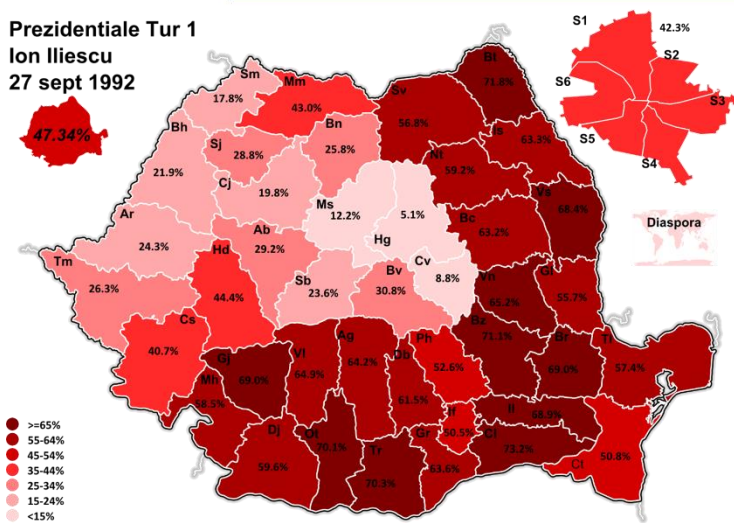 Prezidentiale Tur 1
Ion Iliescu
27 sept 1992
47.34%
S1
42.3%
S2
S6
S3
S5
S4
Diaspora
Sm
17.8%
Mm
43.0%
Sv
56.8%
Bt
71.8%
Bh
21.9%
Sj
28.8%
Bn
25.8%
Is
63.3%
Nt
59.2%
Cj
19.8%
Ms
12.2%
5.1%
Hg
Bc
63.2%
Vs
68.4%
Ar
24.3%
Ab
29.2%
Hd
44.4%
Tm
26.3%
Sb
23.6%
Bv
30.8%
Cv
8.8%
Vn
65.2%
Gl
55.7%
Cs
40.7%
Gj
69.0%
Vl
64.9%
Ag
64.2%
Db
61.5%
Ph
52.6%
Bz
71.1%
Br
69.0%
Tl
57.4%
Mh
58.5%
Dj
59.6%
Ot
70.1%
Tr
70.3%
Gr
63.6%
If
50.5%
Il
68.9%
Cl
73.2%
Ct
50.8%
>=65%
55-64%
45-54%
35-44%
25-34%
15-24%
<15%